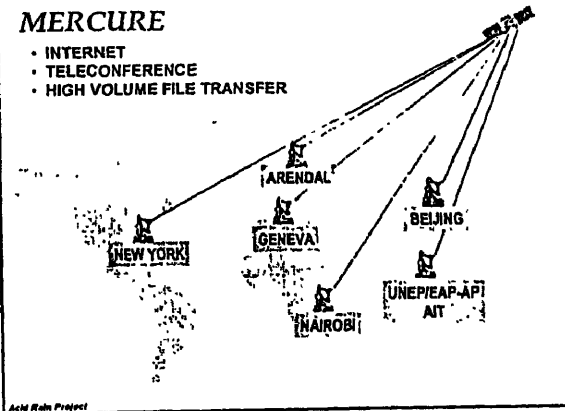 MERCURE
• INTERNET
• TELECONFERENCE
• HIGH VOLUME FILE TRANSFER
ARENDAL
BEIJING
GENEVA
NEW YORK
UNEP/EAP-AP
AIT
NAIROBI
Acid Rain Project